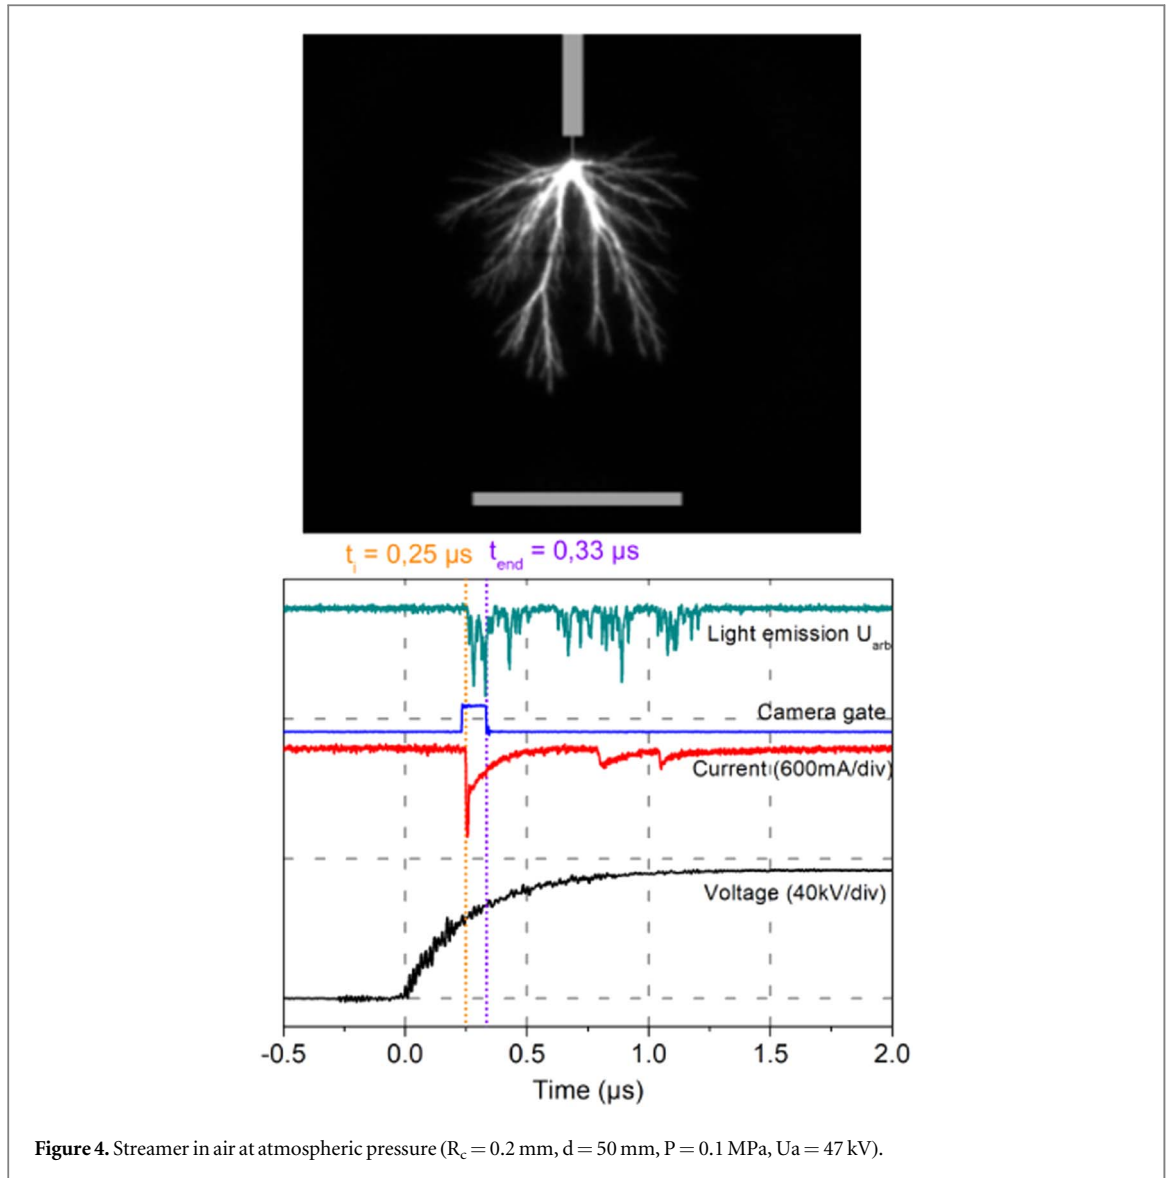 t_i = 0,25 µs t_end = 0,33 µs
Light emission U_arb
Camera gate
Current (600mA/div)
Voltage (40kV/div)
-0.5 0.0 0.5 1.0 1.5 2.0
Time (µs)
Figure 4. Streamer in air at atmospheric pressure (R_c = 0.2 mm, d = 50 mm, P = 0.1 MPa, Ua = 47 kV).